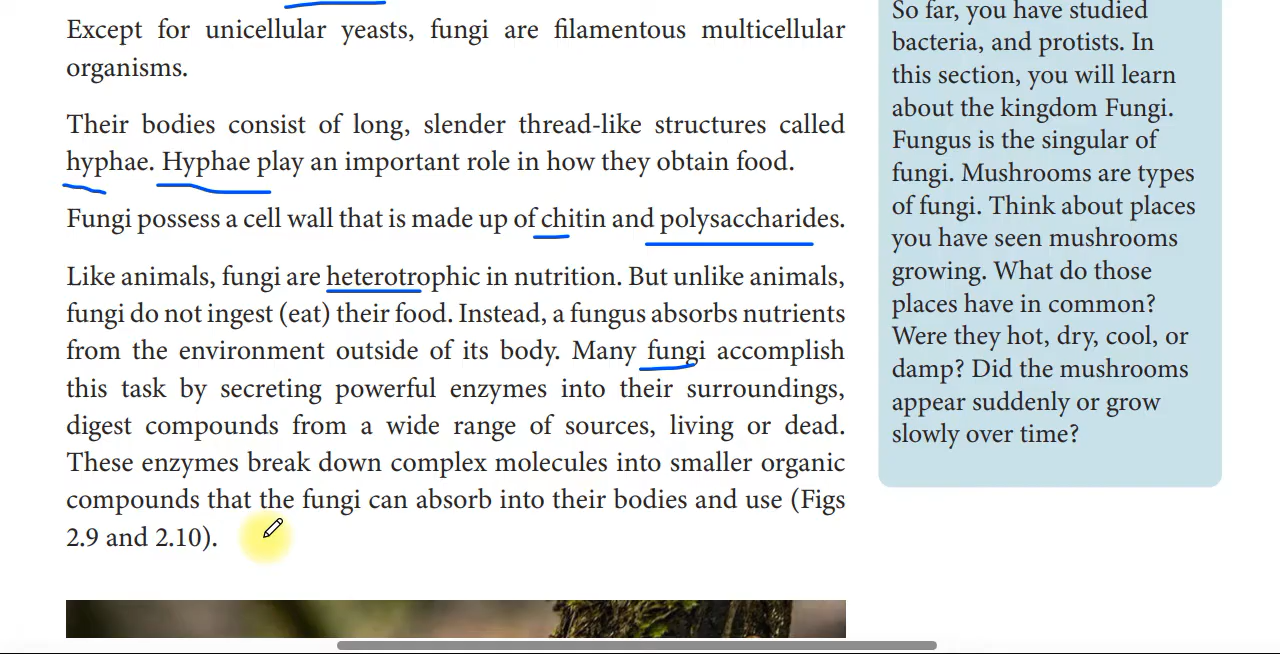 Except for unicellular yeasts, fungi are filamentous multicellular
organisms.
Their bodies consist of long, slender thread-like structures called
hyphae. Hyphae play an important role in how they obtain food.
Fungi possess a cell wall that is made up of chitin and polysaccharides.
Like animals, fungi are heterotrophic in nutrition. But unlike animals,
fungi do not ingest (eat) their food. Instead, a fungus absorbs nutrients
from the environment outside of its body. Many fungi accomplish
this task by secreting powerful enzymes into their surroundings,
digest compounds from a wide range of sources, living or dead.
These enzymes break down complex molecules into smaller organic
compounds that the fungi can absorb into their bodies and use (Figs
2.9 and 2.10).
So far, you have studied
bacteria, and protists. In
this section, you will learn
about the kingdom Fungi.
Fungus is the singular of
fungi. Mushrooms are types
of fungi. Think about places
you have seen mushrooms
growing. What do those
places have in common?
Were they hot, dry, cool, or
damp? Did the mushrooms
appear suddenly or grow
slowly over time?